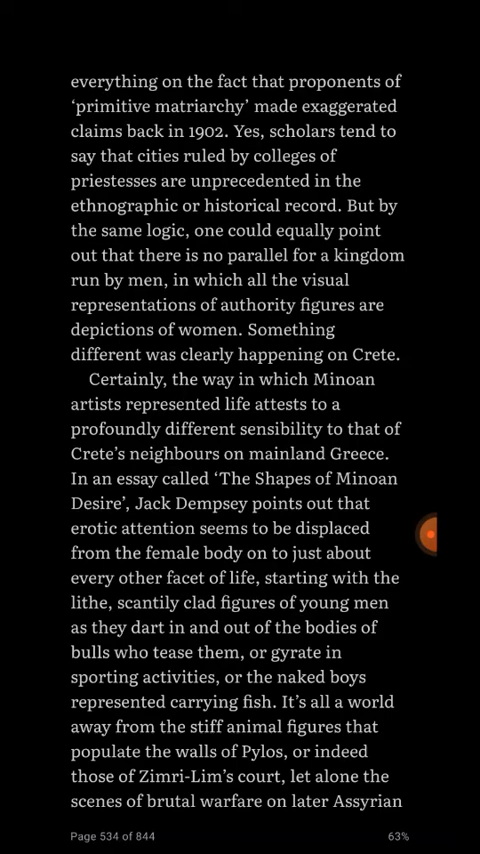 everything on the fact that proponents of
‘primitive matriarchy’ made exaggerated
claims back in 1902. Yes, scholars tend to
say that cities ruled by colleges of
priestesses are unprecedented in the
ethnographic or historical record. But by
the same logic, one could equally point
out that there is no parallel for a kingdom
run by men, in which all the visual
representations of authority figures are
depictions of women. Something
different was clearly happening on Crete.
Certainly, the way in which Minoan
artists represented life attests to a
profoundly different sensibility to that of
Crete’s neighbours on mainland Greece.
In an essay called ‘The Shapes of Minoan
Desire’, Jack Dempsey points out that
erotic attention seems to be displaced
from the female body on to just about
every other facet of life, starting with the
lithe, scantily clad figures of young men
as they dart in and out of the bodies of
bulls who tease them, or gyrate in
sporting activities, or the naked boys
represented carrying fish. It’s all a world
away from the stiff animal figures that
populate the walls of Pylos, or indeed
those of Zimri-Lim’s court, let alone the
scenes of brutal warfare on later Assyrian
Page 534 of 844 63%